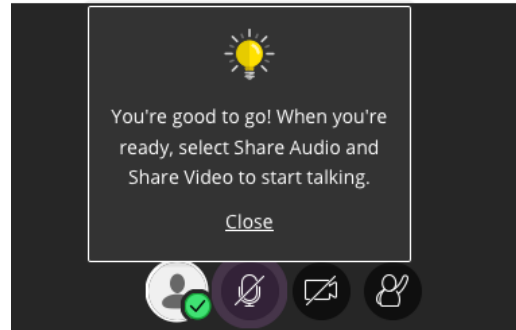 You're good to go! When you're
ready, select Share Audio and
Share Video to start talking.
Close